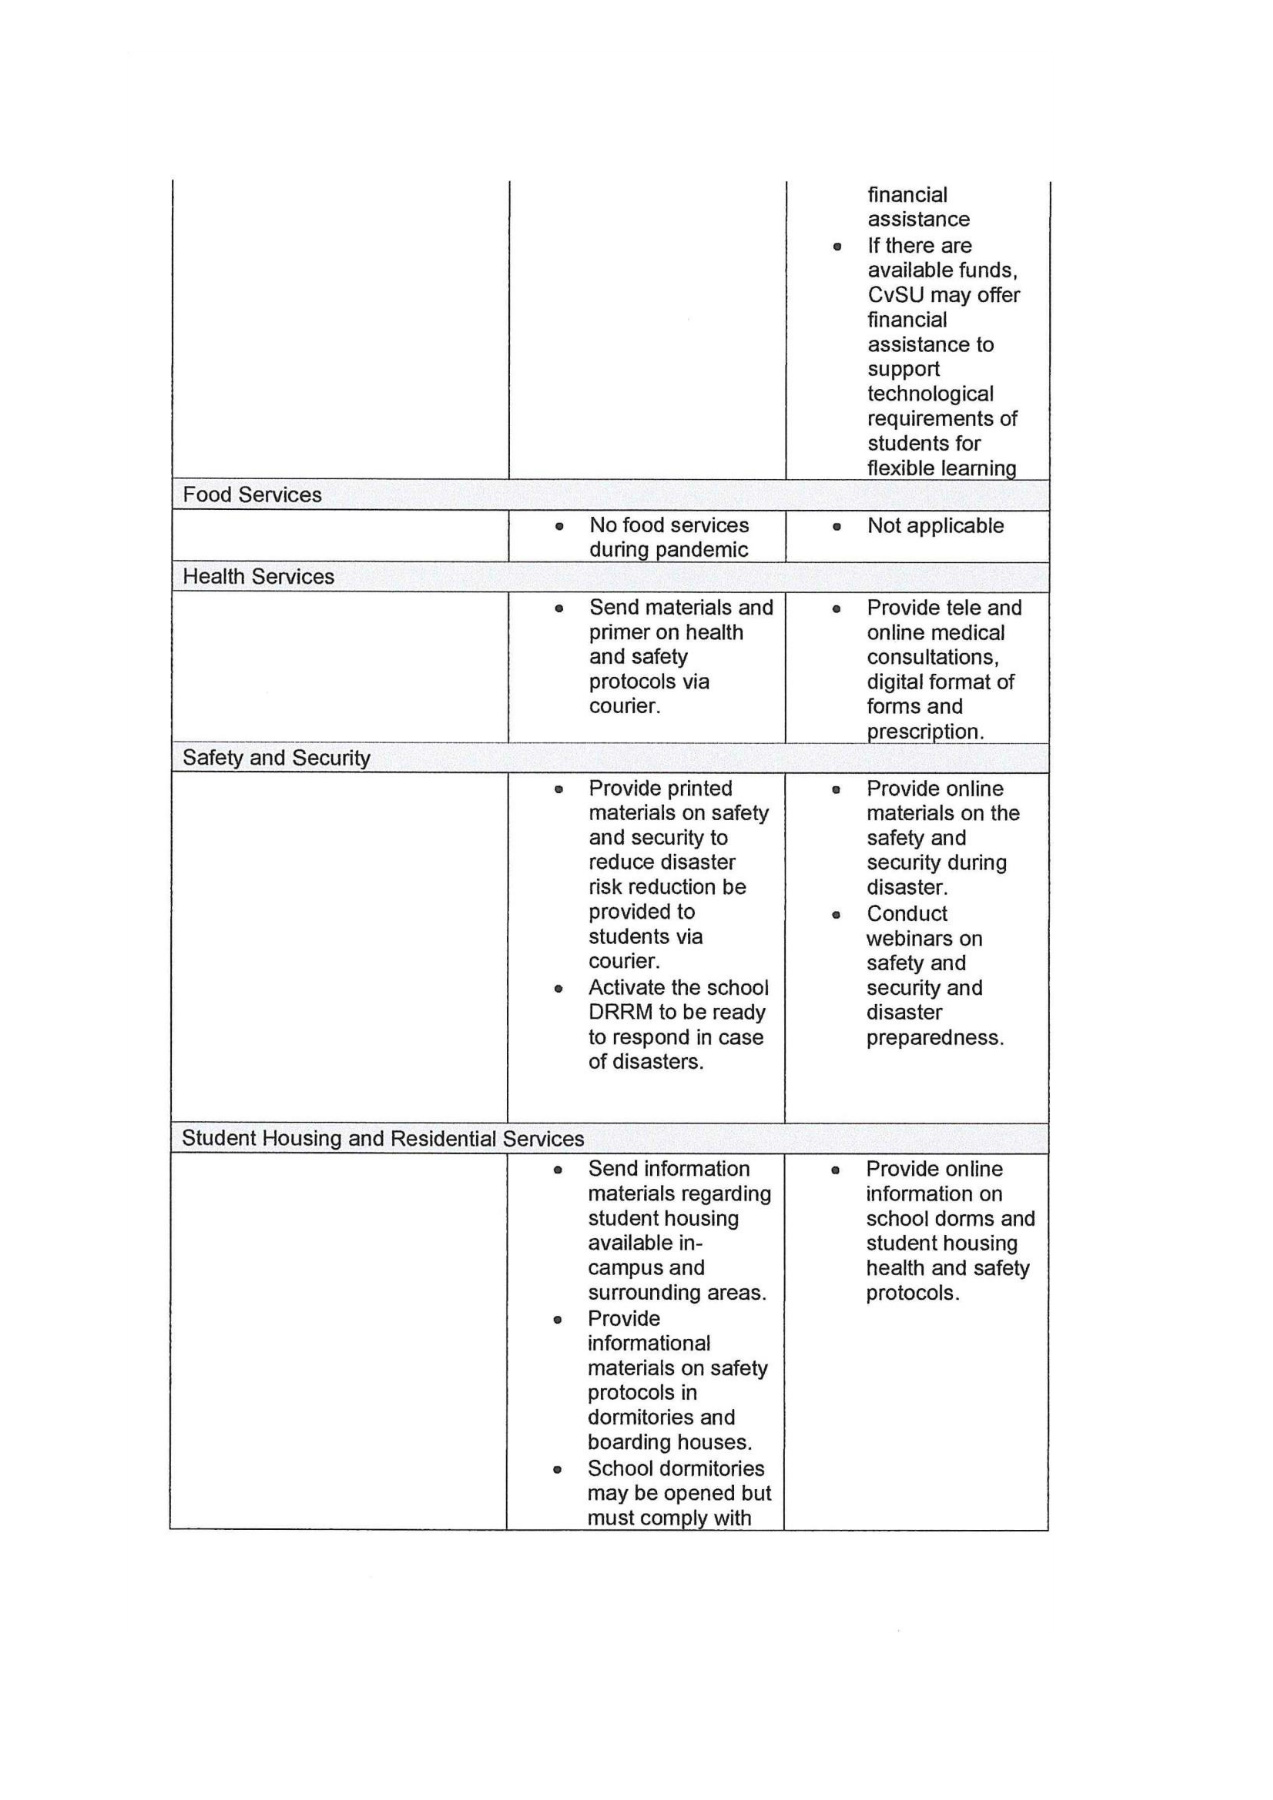 financial
assistance
• If there are
available funds,
CvSU may offer
financial
assistance to
support
technological
requirements of
students for
flexible learning
Food Services
• No food services
during pandemic
• Not applicable
Health Services
• Send materials and
primer on health
and safety
protocols via
courier.
• Provide tele and
online medical
consultations,
digital format of
forms and
prescription.
Safety and Security
• Provide printed
materials on safety
and security to
reduce disaster
risk reduction be
provided to
students via
courier.
• Activate the school
DRRM to be ready
to respond in case
of disasters.
• Provide online
materials on the
safety and
security during
disaster.
• Conduct
webinars on
safety and
security and
disaster
preparedness.
Student Housing and Residential Services
• Send information
materials regarding
student housing
available in-
campus and
surrounding areas.
• Provide
informational
materials on safety
protocols in
dormitories and
boarding houses.
• School dormitories
may be opened but
must comply with
• Provide online
information on
school dorms and
student housing
health and safety
protocols.